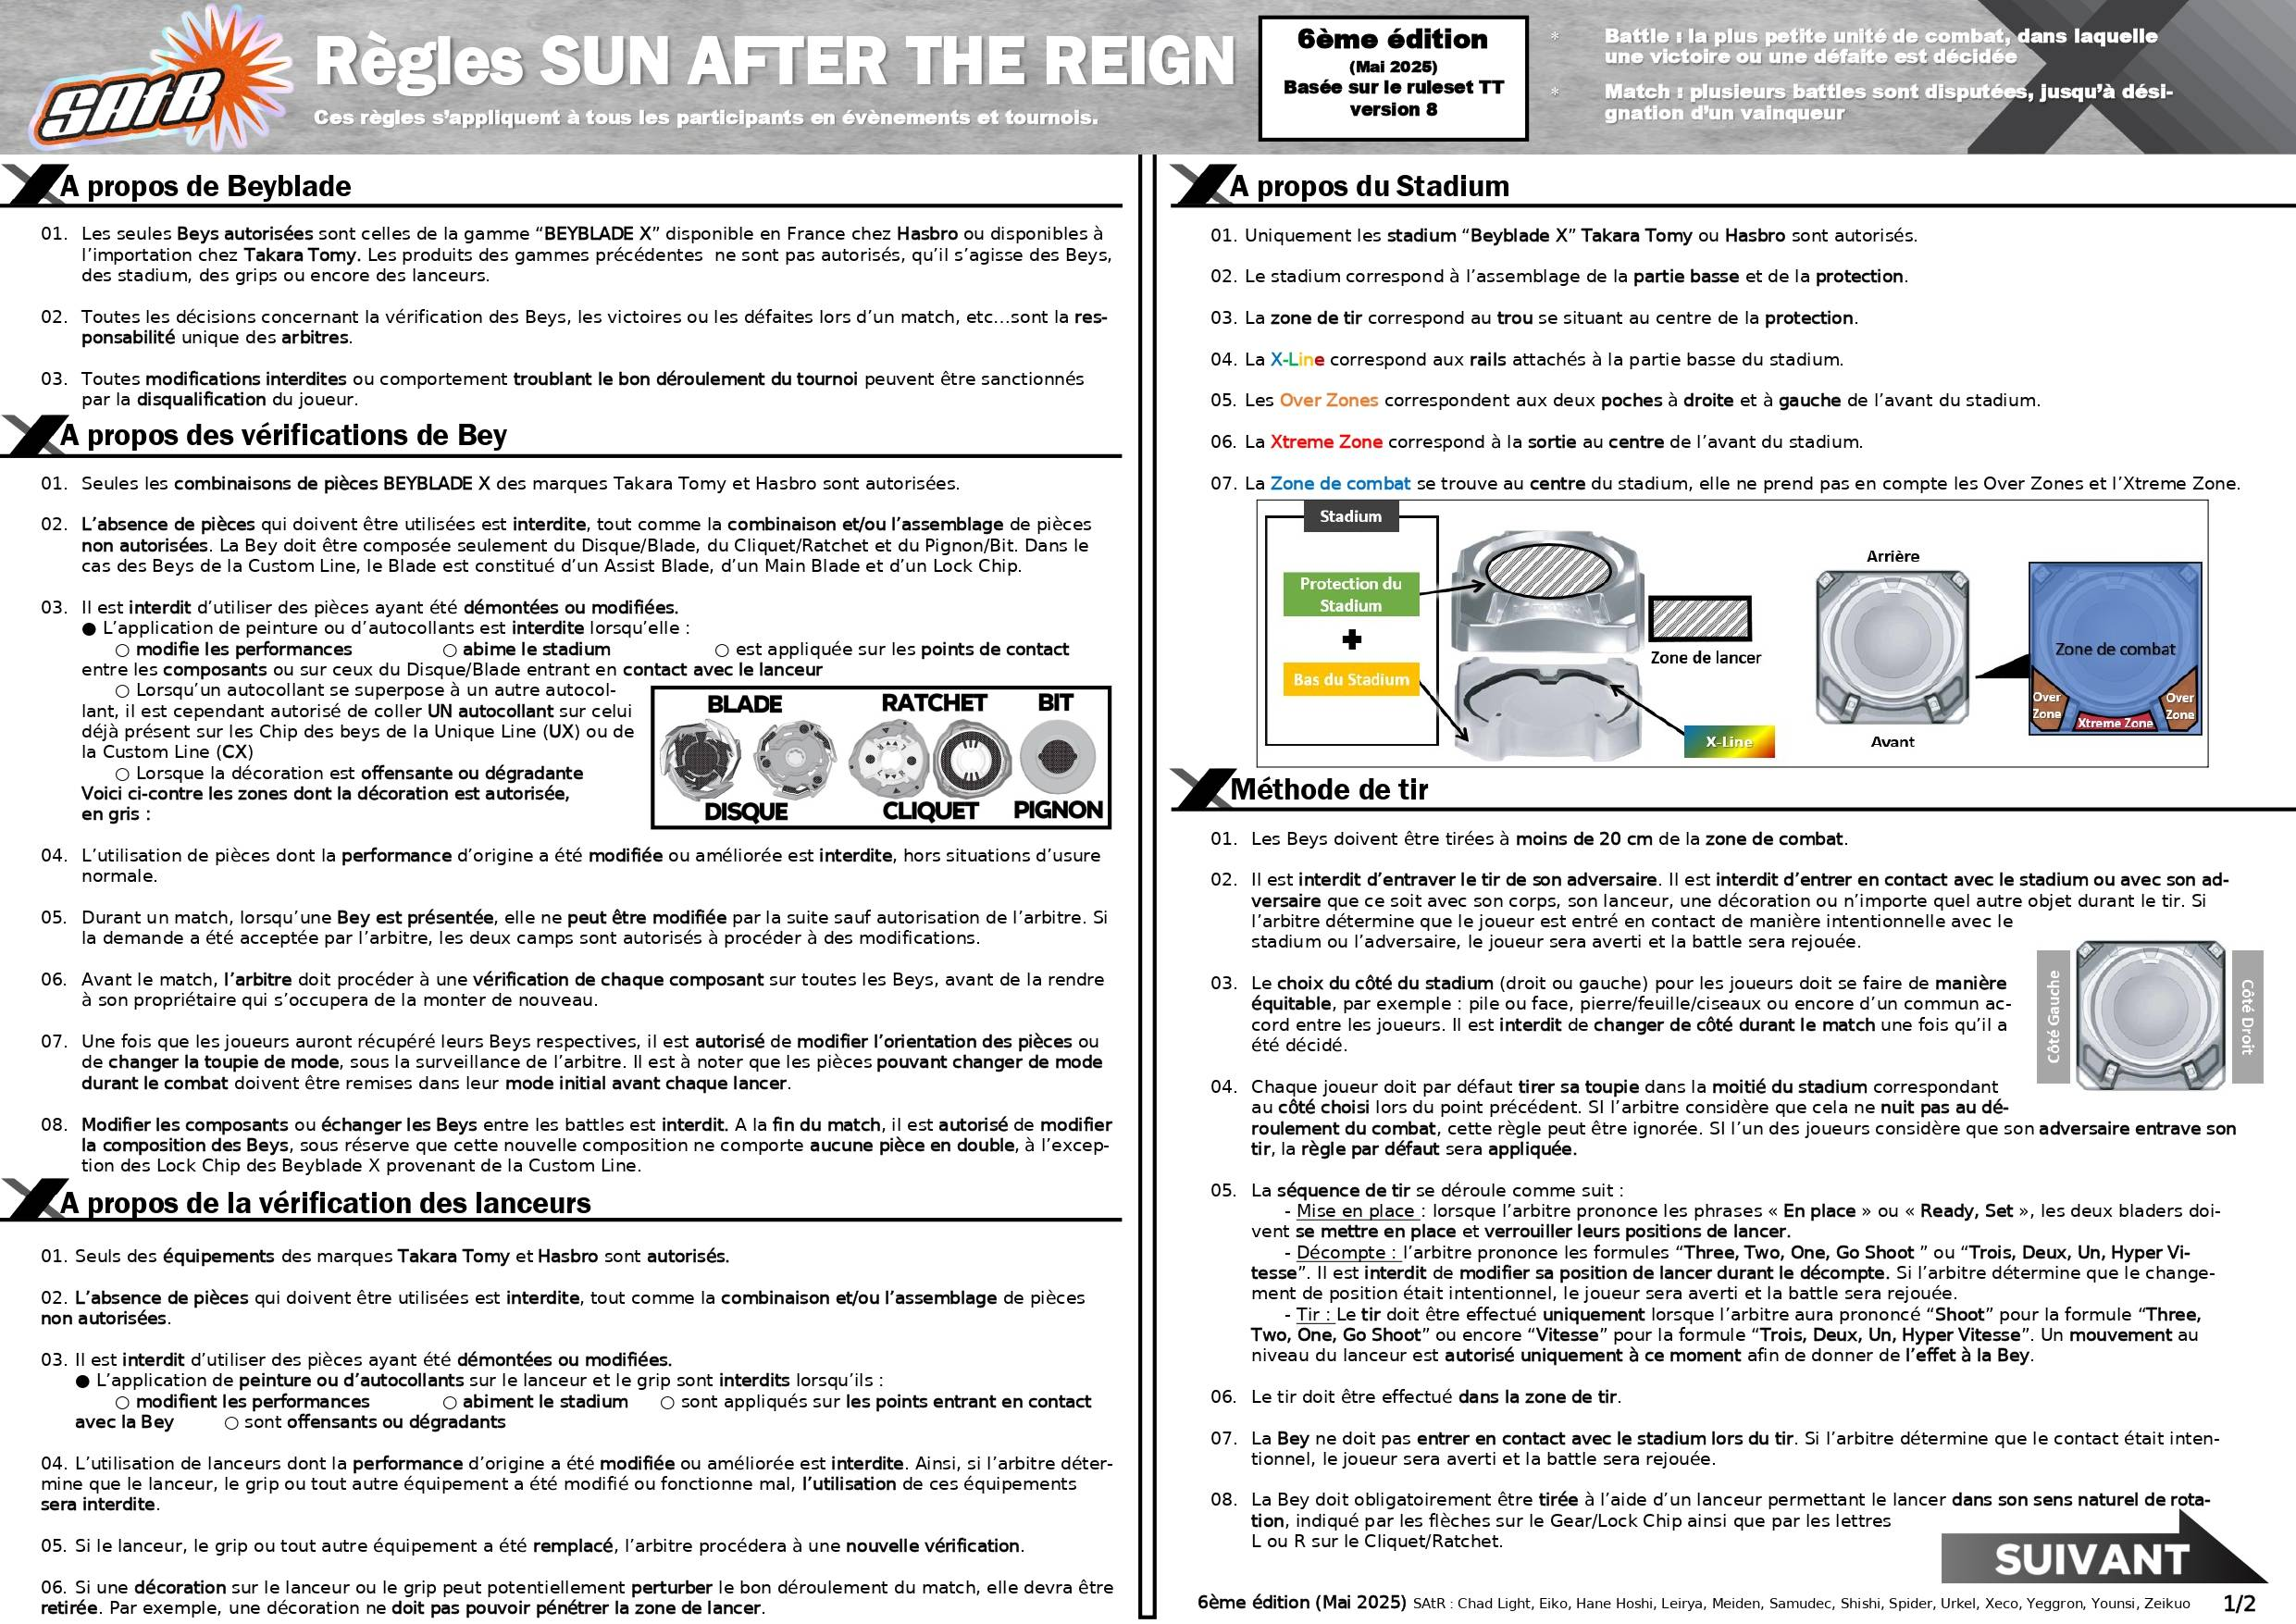 SAtR
Règles SUN AFTER THE REIGN
Ces règles s’appliquent à tous les participants en évènements et tournois.
6ème édition
(Mai 2025)
Basée sur le ruleset TT
version 8
* Battle : la plus petite unité de combat, dans laquelle
une victoire ou une défaite est décidée
* Match : plusieurs battles sont disputées, jusqu’à dési-
gnation d’un vainqueur
A propos de Beyblade
01. Les seules Beys autorisées sont celles de la gamme “BEYBLADE X” disponible en France chez Hasbro ou disponibles à
l’importation chez Takara Tomy. Les produits des gammes précédentes ne sont pas autorisés, qu’il s’agisse des Beys,
des stadium, des grips ou encore des lanceurs.
02. Toutes les décisions concernant la vérification des Beys, les victoires ou les défaites lors d’un match, etc…sont la res-
ponsabilité unique des arbitres.
03. Toutes modifications interdites ou comportement troublant le bon déroulement du tournoi peuvent être sanctionnés
par la disqualification du joueur.
A propos des vérifications de Bey
01. Seules les combinaisons de pièces BEYBLADE X des marques Takara Tomy et Hasbro sont autorisées.
02. L’absence de pièces qui doivent être utilisées est interdite, tout comme la combinaison et/ou l’assemblage de pièces
non autorisées. La Bey doit être composée seulement du Disque/Blade, du Cliquet/Ratchet et du Pignon/Bit. Dans le
cas des Beys de la Custom Line, le Blade est constitué d’un Assist Blade, d’un Main Blade et d’un Lock Chip.
03. Il est interdit d’utiliser des pièces ayant été démontées ou modifiées.
● L’application de peinture ou d’autocollants est interdite lorsqu’elle :
○ modifie les performances ○ abime le stadium ○ est appliquée sur les points de contact
entre les composants ou sur ceux du Disque/Blade entrant en contact avec le lanceur
○ Lorsqu’un autocollant se superpose à un autre autocol-
lant, il est cependant autorisé de coller UN autocollant sur celui
déjà présent sur les Chip des beys de la Unique Line (UX) ou de
la Custom Line (CX)
○ Lorsque la décoration est offensante ou dégradante
Voici ci-contre les zones dont la décoration est autorisée,
en gris :
BLADE RATCHET BIT
DISQUE CLIQUET PIGNON
04. L’utilisation de pièces dont la performance d’origine a été modifiée ou améliorée est interdite, hors situations d’usure
normale.
05. Durant un match, lorsqu’une Bey est présentée, elle ne peut être modifiée par la suite sauf autorisation de l’arbitre. Si
la demande a été acceptée par l’arbitre, les deux camps sont autorisés à procéder à des modifications.
06. Avant le match, l’arbitre doit procéder à une vérification de chaque composant sur toutes les Beys, avant de la rendre
à son propriétaire qui s’occupera de la monter de nouveau.
07. Une fois que les joueurs auront récupéré leurs Beys respectives, il est autorisé de modifier l’orientation des pièces ou
de changer la toupie de mode, sous la surveillance de l’arbitre. Il est à noter que les pièces pouvant changer de mode
durant le combat doivent être remises dans leur mode initial avant chaque lancer.
08. Modifier les composants ou échanger les Beys entre les battles est interdit. A la fin du match, il est autorisé de modifier
la composition des Beys, sous réserve que cette nouvelle composition ne comporte aucune pièce en double, à l’excep-
tion des Lock Chip des Beyblade X provenant de la Custom Line.
A propos de la vérification des lanceurs
01. Seuls des équipements des marques Takara Tomy et Hasbro sont autorisés.
02. L’absence de pièces qui doivent être utilisées est interdite, tout comme la combinaison et/ou l’assemblage de pièces
non autorisées.
03. Il est interdit d’utiliser des pièces ayant été démontées ou modifiées.
● L’application de peinture ou d’autocollants sur le lanceur et le grip sont interdits lorsqu’ils :
○ modifient les performances ○ abiment le stadium ○ sont appliqués sur les points entrant en contact
avec la Bey ○ sont offensants ou dégradants
04. L’utilisation de lanceurs dont la performance d’origine a été modifiée ou améliorée est interdite. Ainsi, si l’arbitre déter-
mine que le lanceur, le grip ou tout autre équipement a été modifié ou fonctionne mal, l’utilisation de ces équipements
sera interdite.
05. Si le lanceur, le grip ou tout autre équipement a été remplacé, l’arbitre procédera à une nouvelle vérification.
06. Si une décoration sur le lanceur ou le grip peut potentiellement perturber le bon déroulement du match, elle devra être
retirée. Par exemple, une décoration ne doit pas pouvoir pénétrer la zone de lancer.
A propos du Stadium
01. Uniquement les stadium “Beyblade X” Takara Tomy ou Hasbro sont autorisés.
02. Le stadium correspond à l’assemblage de la partie basse et de la protection.
03. La zone de tir correspond au trou se situant au centre de la protection.
04. La X-Line correspond aux rails attachés à la partie basse du stadium.
05. Les Over Zones correspondent aux deux poches à droite et à gauche de l’avant du stadium.
06. La Xtreme Zone correspond à la sortie au centre de l’avant du stadium.
07. La Zone de combat se trouve au centre du stadium, elle ne prend pas en compte les Over Zones et l’Xtreme Zone.
Stadium
Protection du
Stadium
Bas du Stadium
Zone de lancer
X-Line
Arrière
Avant
Zone de combat
Over
Zone
Xtreme Zone
Over
Zone
Méthode de tir
01. Les Beys doivent être tirées à moins de 20 cm de la zone de combat.
02. Il est interdit d’entraver le tir de son adversaire. Il est interdit d’entrer en contact avec le stadium ou avec son ad-
versaire que ce soit avec son corps, son lanceur, une décoration ou n’importe quel autre objet durant le tir. Si
l’arbitre détermine que le joueur est entré en contact de manière intentionnelle avec le
stadium ou l’adversaire, le joueur sera averti et la battle sera rejouée.
03. Le choix du côté du stadium (droit ou gauche) pour les joueurs doit se faire de manière
équitable, par exemple : pile ou face, pierre/feuille/ciseaux ou encore d’un commun ac-
cord entre les joueurs. Il est interdit de changer de côté durant le match une fois qu’il a
été décidé.
Côté Gauche
Côté Droit
04. Chaque joueur doit par défaut tirer sa toupie dans la moitié du stadium correspondant
au côté choisi lors du point précédent. SI l’arbitre considère que cela ne nuit pas au dé-
roulement du combat, cette règle peut être ignorée. SI l’un des joueurs considère que son adversaire entrave son
tir, la règle par défaut sera appliquée.
05. La séquence de tir se déroule comme suit :
- Mise en place : lorsque l’arbitre prononce les phrases « En place » ou « Ready, Set », les deux bladers doi-
vent se mettre en place et verrouiller leurs positions de lancer.
- Décompte : l’arbitre prononce les formules “Three, Two, One, Go Shoot ” ou “Trois, Deux, Un, Hyper Vi-
tesse”. Il est interdit de modifier sa position de lancer durant le décompte. Si l’arbitre détermine que le change-
ment de position était intentionnel, le joueur sera averti et la battle sera rejouée.
- Tir : Le tir doit être effectué uniquement lorsque l’arbitre aura prononcé “Shoot” pour la formule “Three,
Two, One, Go Shoot” ou encore “Vitesse” pour la formule “Trois, Deux, Un, Hyper Vitesse”. Un mouvement au
niveau du lanceur est autorisé uniquement à ce moment afin de donner de l’effet à la Bey.
06. Le tir doit être effectué dans la zone de tir.
07. La Bey ne doit pas entrer en contact avec le stadium lors du tir. Si l’arbitre détermine que le contact était inten-
tionnel, le joueur sera averti et la battle sera rejouée.
08. La Bey doit obligatoirement être tirée à l’aide d’un lanceur permettant le lancer dans son sens naturel de rota-
tion, indiqué par les flèches sur le Gear/Lock Chip ainsi que par les lettres
L ou R sur le Cliquet/Ratchet.
SUIVANT
6ème édition (Mai 2025) SAtR : Chad Light, Eiko, Hane Hoshi, Leirya, Meiden, Samudec, Shishi, Spider, Urkel, Xeco, Yeggron, Younsi, Zeikuo 1/2